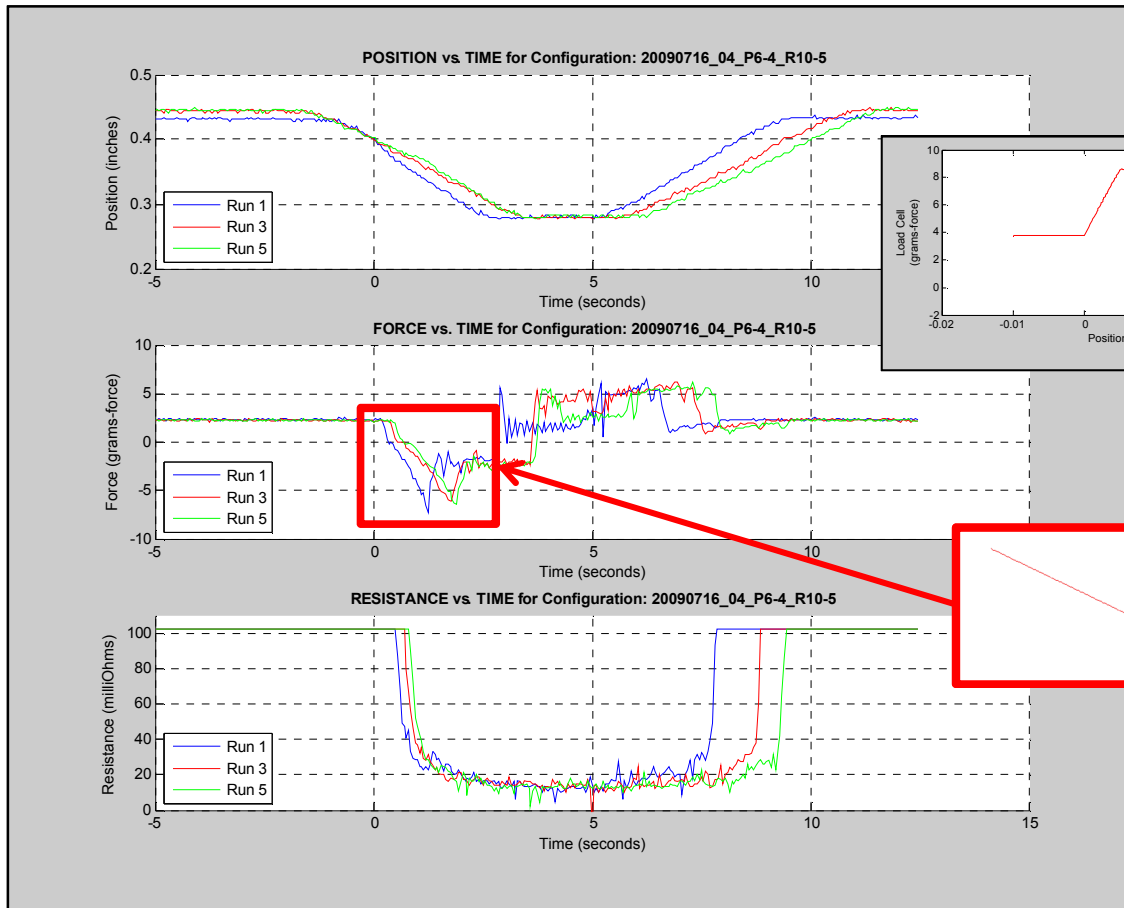 POSITION vs. TIME for Configuration: 20090716_04_P6-4_R10-5
Position (inches)
0.5
0.4
0.3
0.2
Run 1
Run 3
Run 5
-5
0
5
10
Time (seconds)
Load Cell
(grams-force)
10
8
6
4
2
0
-2
-0.02
-0.01
0
Position
FORCE vs. TIME for Configuration: 20090716_04_P6-4_R10-5
Force (grams-force)
10
5
0
-5
-10
Run 1
Run 3
Run 5
-5
0
5
10
Time (seconds)
RESISTANCE vs. TIME for Configuration: 20090716_04_P6-4_R10-5
Resistance (milliOhms)
100
80
60
40
20
0
Run 1
Run 3
Run 5
-5
0
5
10
15
Time (seconds)